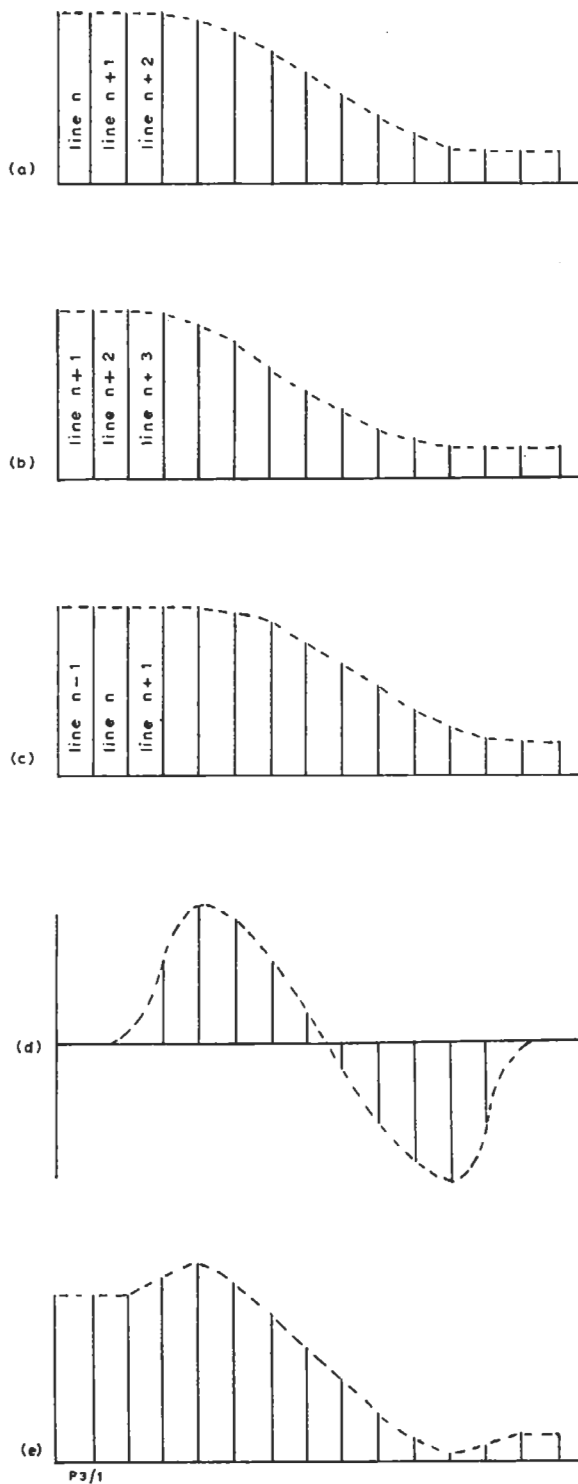 line n
line n+1
line n+2
(a)
line n+1
line n+2
line n+3
(b)
line n-1
line n
line n+1
(c)
(d)
(e)
P3/1